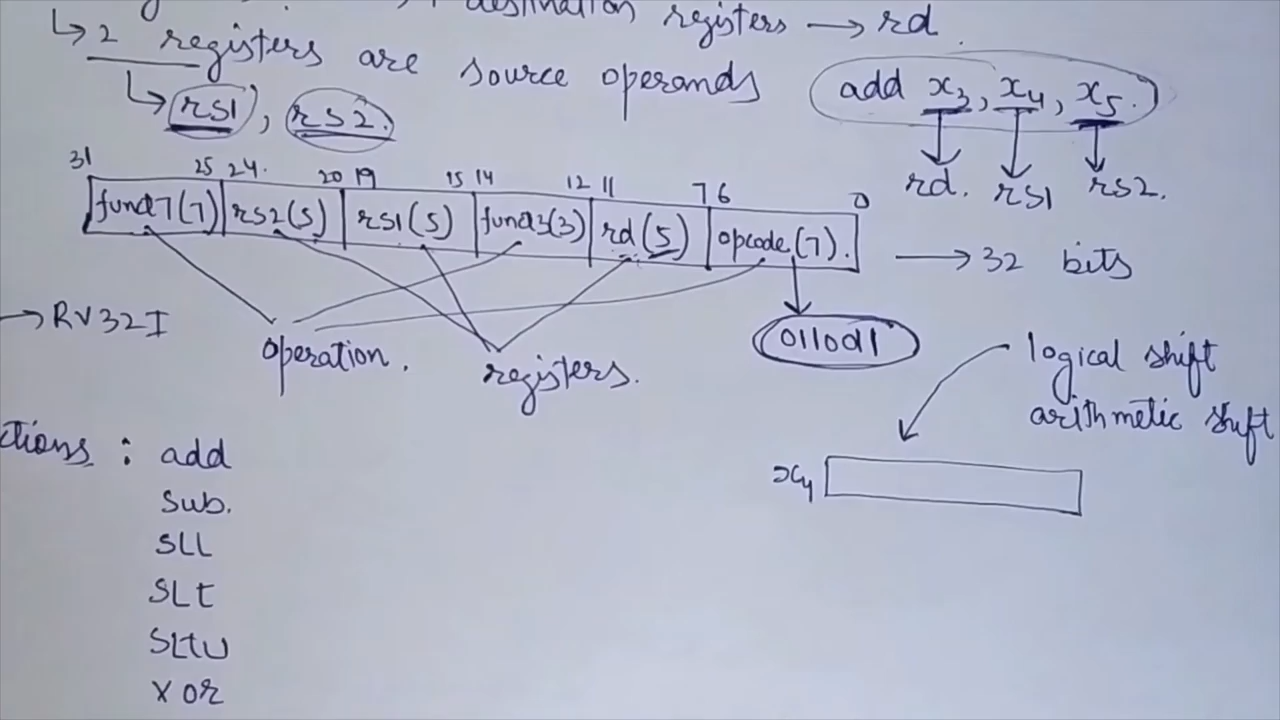 destination registers → rd.
↳ 2 registers are source operands
↳ rs1, rs2.
add x3, x4, x5.
rd. rs1 rs2.
31 25 24 20 19 15 14 12 11 7 6 0
funct7(7) rs2(5) rs1(5) funct3(3) rd(5) opcode(7).
→ 32 bits
→ RV32I
operation.
registers.
0110011
logical shift
arithmetic shift
x4
: add
sub.
SLL
SLt
SLtU
xor